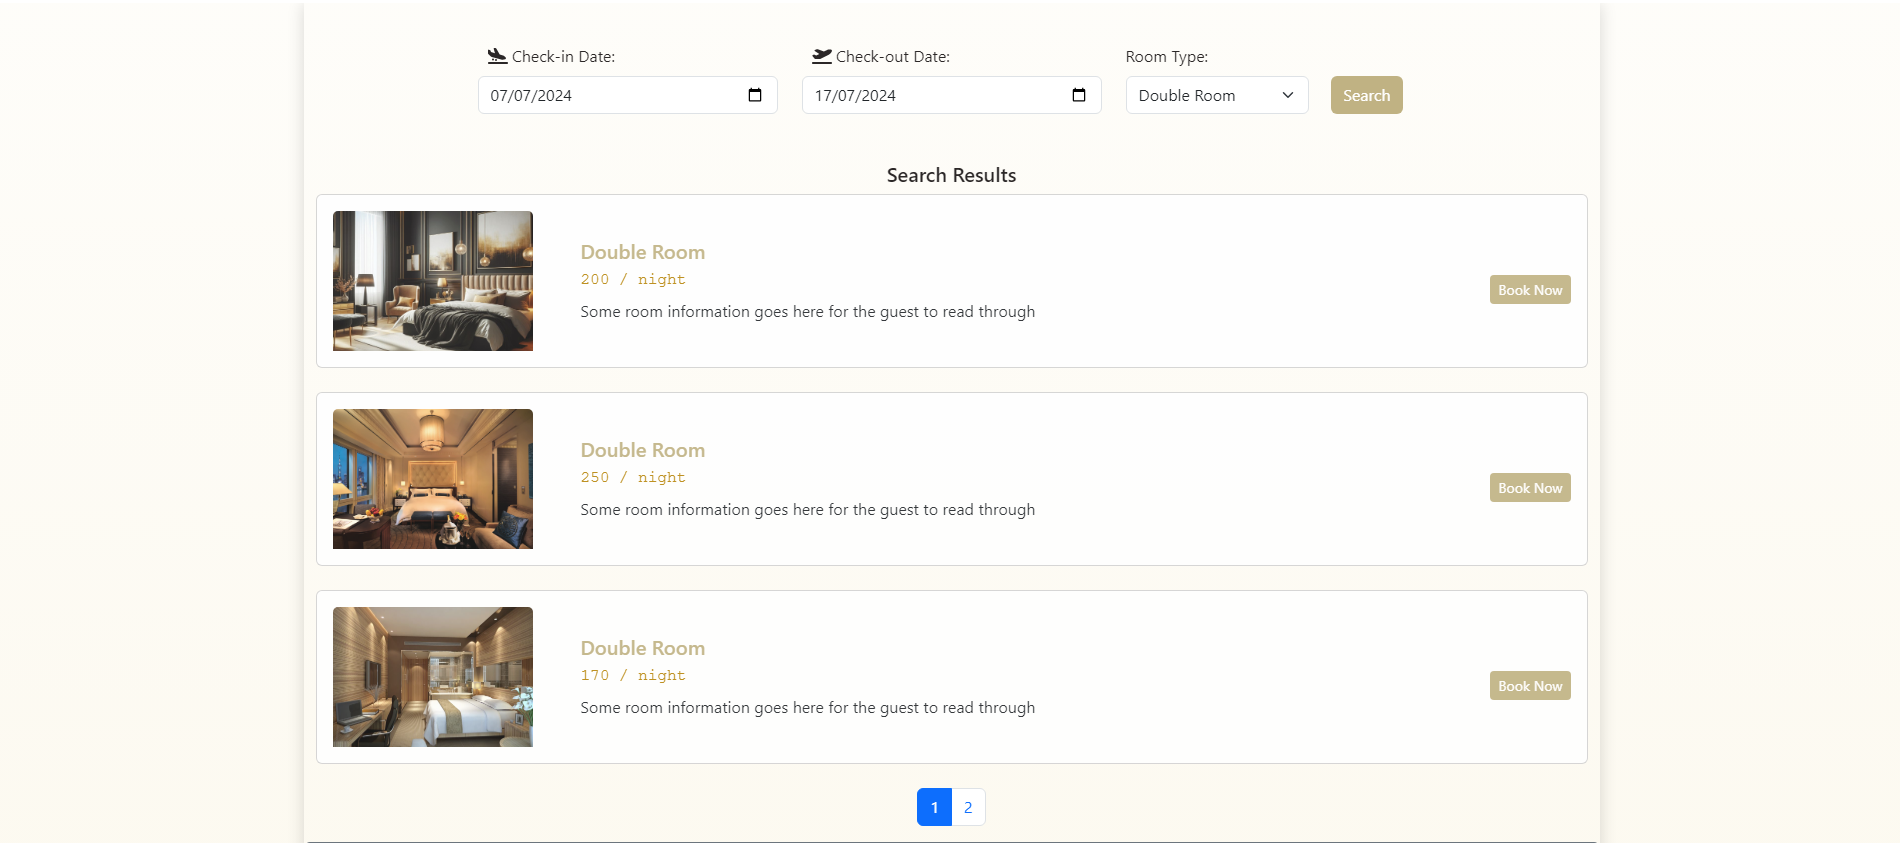 Check-in Date:
Check-out Date:
Room Type:
07/07/2024
17/07/2024
Double Room
Search
Search Results
Double Room
200 / night
Some room information goes here for the guest to read through
Book Now
Double Room
250 / night
Some room information goes here for the guest to read through
Book Now
Double Room
170 / night
Some room information goes here for the guest to read through
Book Now
1 2